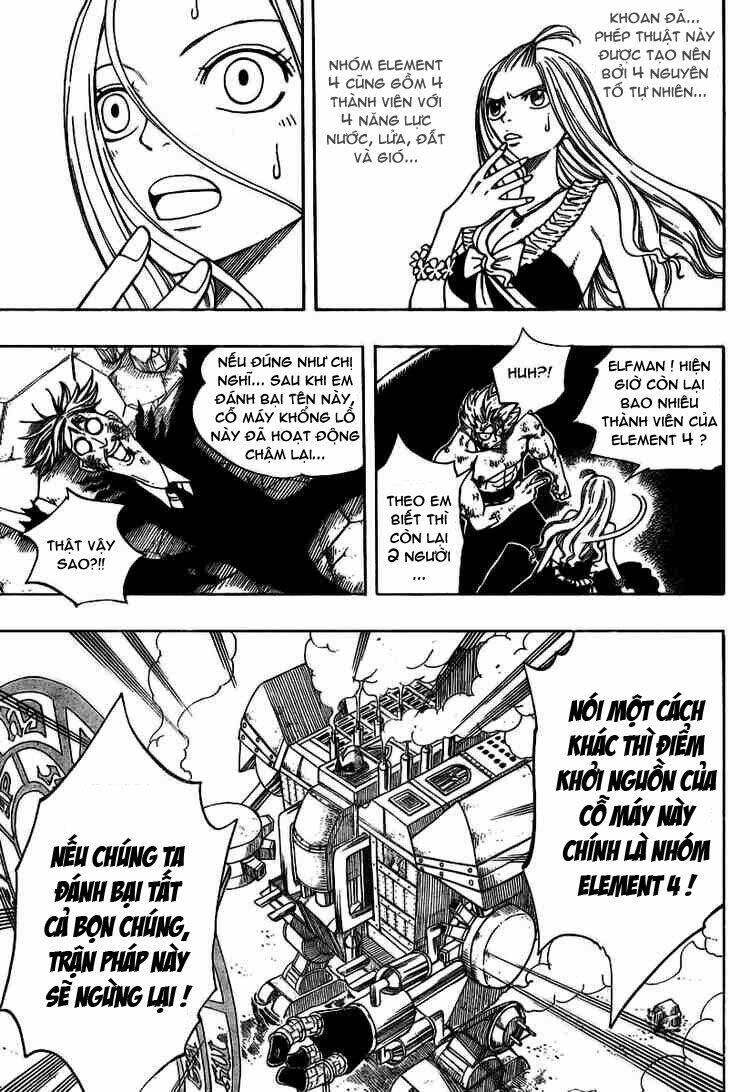 KHOAN ĐÃ...
PHÉP THUẬT NÀY
ĐƯỢC TẠO NÊN
BỞI 4 NGUYÊN
TỐ TỰ NHIÊN...
NHÓM ELEMENT
4 CŨNG GỒM 4
THÀNH VIÊN VỚI
4 NĂNG LỰC
NƯỚC, LỬA, ĐẤT
VÀ GIÓ...
ELFMAN ! HIỆN
GIỜ CÒN LẠI
BAO NHIÊU
THÀNH VIÊN CỦA
ELEMENT 4 ?
HUH?!
THEO EM
BIẾT THÌ
CÒN LẠI
2 NGƯỜI
...
NẾU ĐÚNG NHƯ CHỊ
NGHĨ... SAU KHI EM
ĐÁNH BẠI TÊN NÀY,
CỖ MÁY KHỔNG LỒ
NÀY ĐÃ HOẠT ĐỘNG
CHẬM LẠI...
THẬT VẬY
SAO?!!
NÓI MỘT CÁCH
KHÁC THÌ ĐIỂM
KHỞI NGUỒN CỦA
CỖ MÁY NÀY
CHÍNH LÀ NHÓM
ELEMENT 4 !
NẾU CHÚNG TA
ĐÁNH BẠI TẤT
CẢ BỌN CHÚNG,
TRẬN PHÁP NÀY
SẼ NGỪNG LẠI !